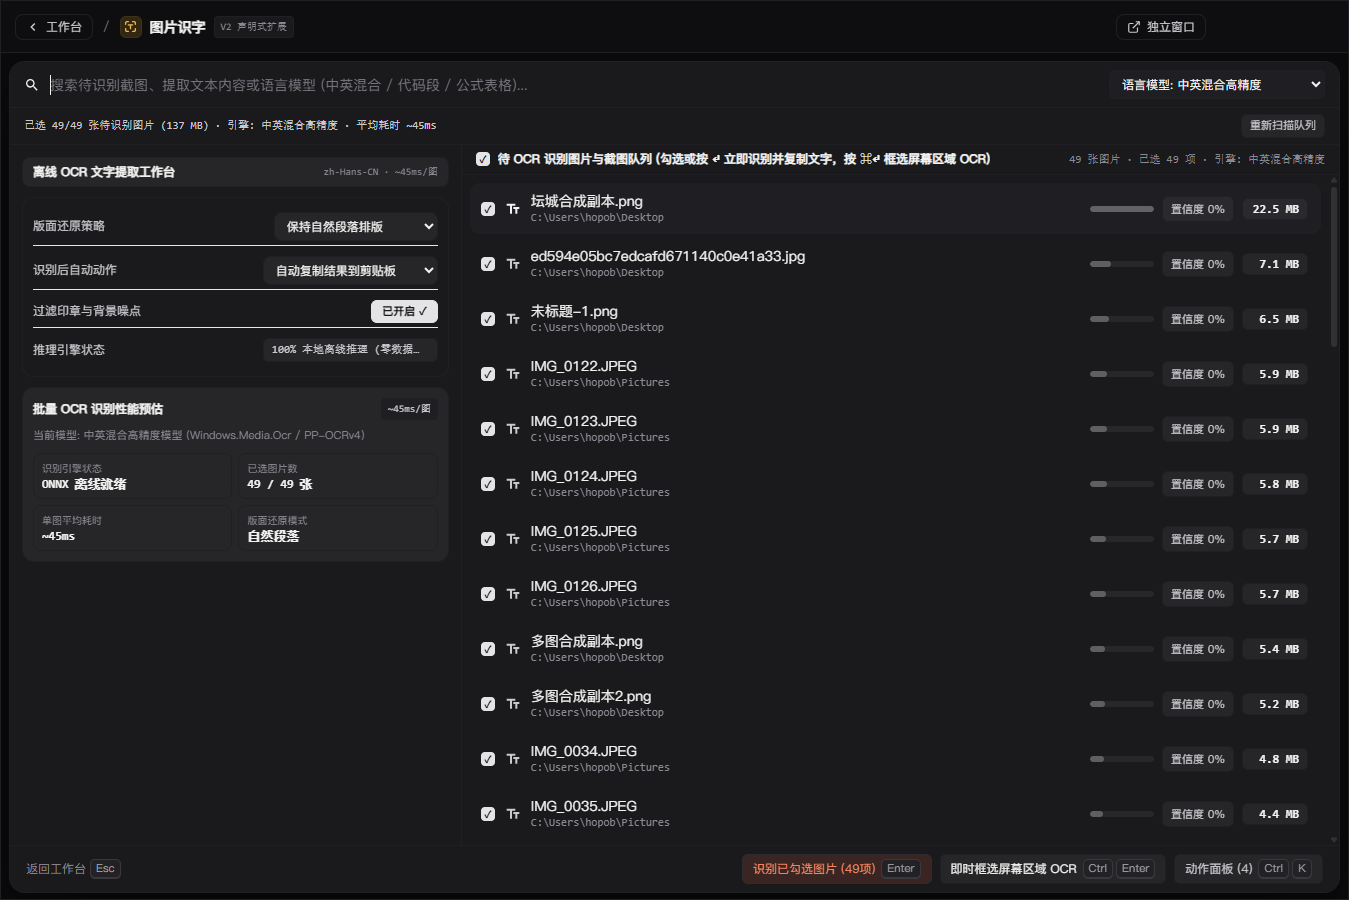 工作台 / 图片识字 V2 声明式扩展 独立窗口
搜索待识别截图、提取文本内容或语言模型 (中英混合 / 代码段 / 公式表格)...
语言模型: 中英混合高精度
已选 49/49 张待识别图片 (137 MB) · 引擎: 中英混合高精度 · 平均耗时 ~45ms
重新扫描队列
离线 OCR 文字提取工作台 zh-Hans-CN · ~45ms/图
版面还原策略 保持自然段落排版
识别后自动动作 自动复制结果到剪贴板
过滤印章与背景噪点 已开启 ✓
推理引擎状态 100% 本地离线推理 (零数据…
批量 OCR 识别性能预估 ~45ms/图
当前模型: 中英混合高精度模型 (Windows.Media.Ocr / PP-OCRv4)
识别引擎状态
ONNX 离线就绪
已选图片数
49 / 49 张
单图平均耗时
~45ms
版面还原模式
自然段落
待 OCR 识别图片与截图队列 (勾选或按 ↵ 立即识别并复制文字，按 ⌘↵ 框选屏幕区域 OCR)
49 张图片 · 已选 49 项 · 引擎: 中英混合高精度
坛城合成副本.png
C:\Users\hopob\Desktop
置信度 0% 22.5 MB
ed594e05bc7edcafd671140c0e41a33.jpg
C:\Users\hopob\Desktop
置信度 0% 7.1 MB
未标题-1.png
C:\Users\hopob\Desktop
置信度 0% 6.5 MB
IMG_0122.JPEG
C:\Users\hopob\Pictures
置信度 0% 5.9 MB
IMG_0123.JPEG
C:\Users\hopob\Pictures
置信度 0% 5.9 MB
IMG_0124.JPEG
C:\Users\hopob\Pictures
置信度 0% 5.8 MB
IMG_0125.JPEG
C:\Users\hopob\Pictures
置信度 0% 5.7 MB
IMG_0126.JPEG
C:\Users\hopob\Pictures
置信度 0% 5.7 MB
多图合成副本.png
C:\Users\hopob\Desktop
置信度 0% 5.4 MB
多图合成副本2.png
C:\Users\hopob\Desktop
置信度 0% 5.2 MB
IMG_0034.JPEG
C:\Users\hopob\Pictures
置信度 0% 4.8 MB
IMG_0035.JPEG
C:\Users\hopob\Pictures
置信度 0% 4.4 MB
返回工作台 Esc
识别已勾选图片 (49项) Enter
即时框选屏幕区域 OCR Ctrl Enter
动作面板 (4) Ctrl K